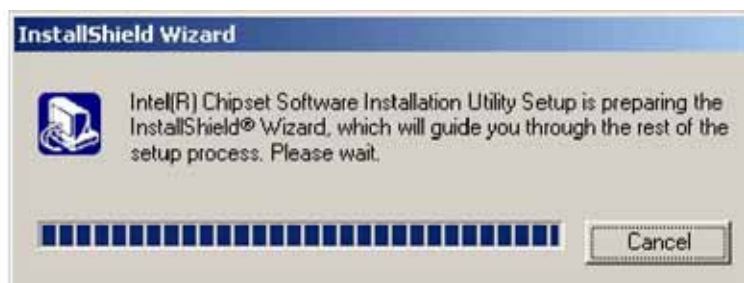 InstallShield Wizard
Intel(R) Chipset Software Installation Utility Setup is preparing the
InstallShield® Wizard, which will guide you through the rest of the
setup process. Please wait.
Cancel